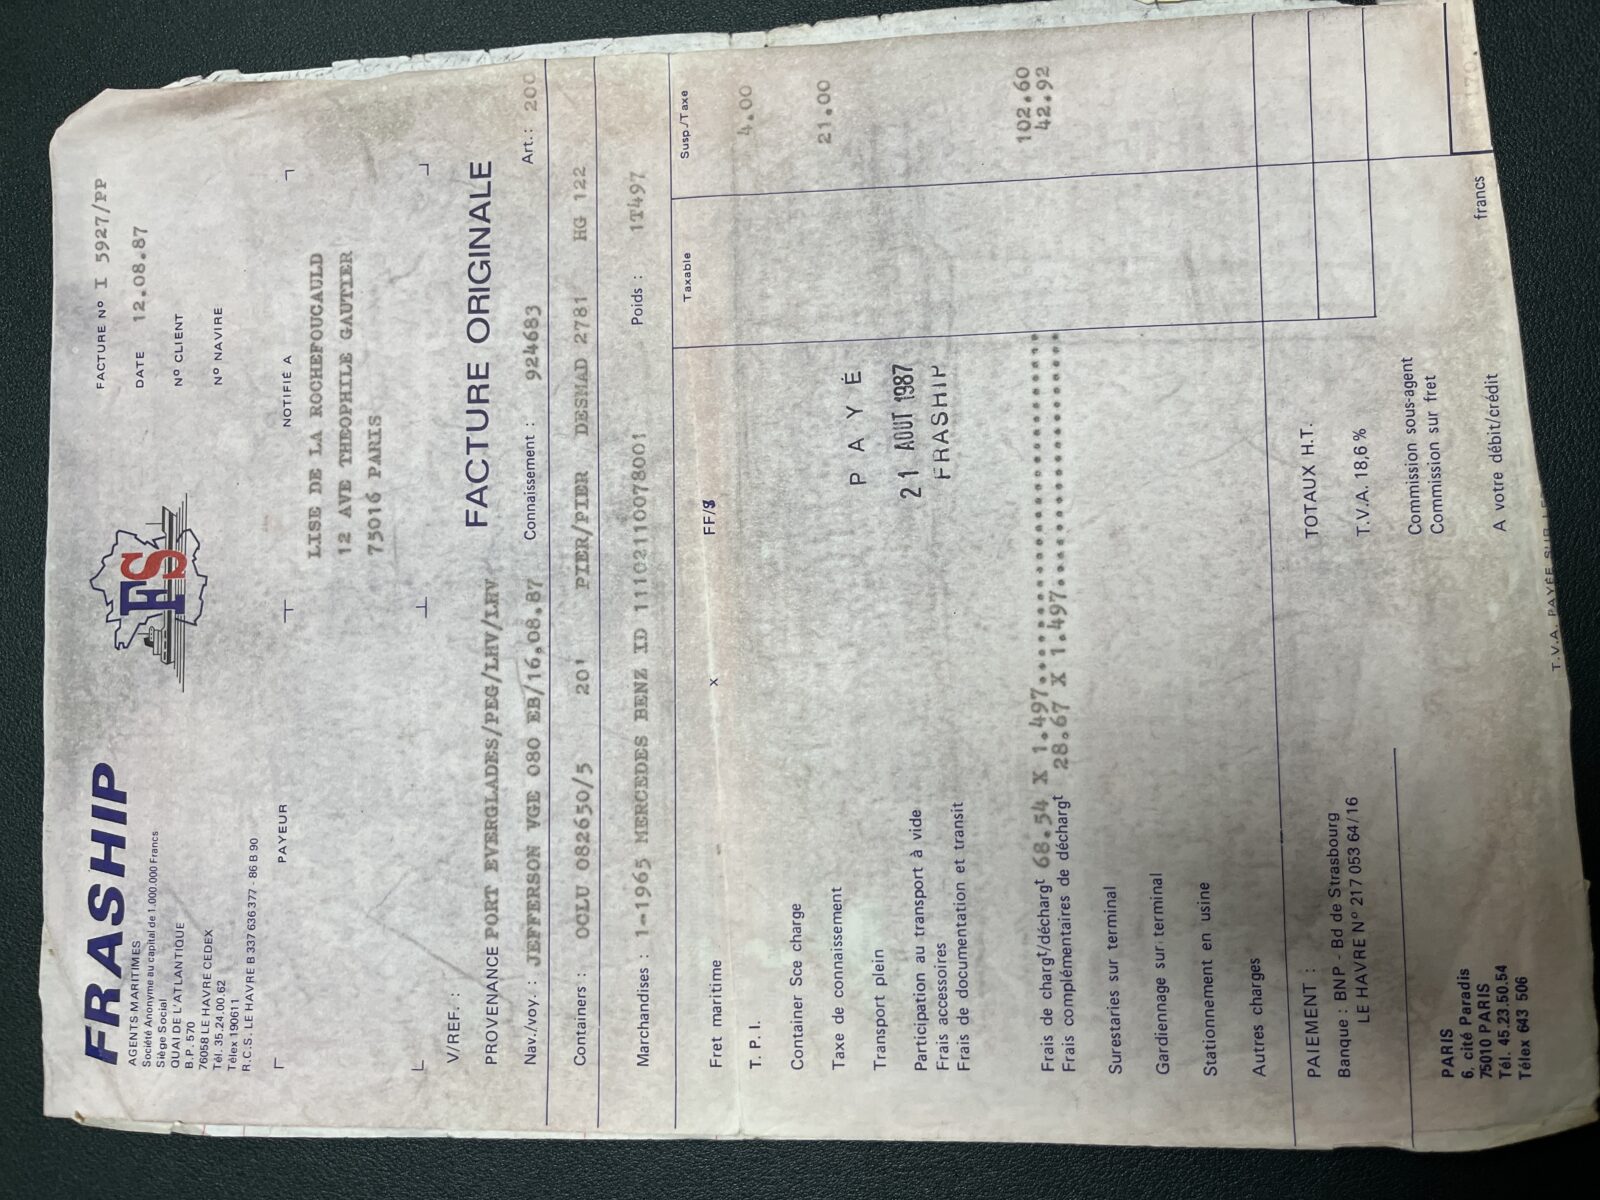 FRASHIP
AGENTS MARITIMES
Société Anonyme au capital de 1.000.000 Francs
Siège Social
QUAI DE L'ATLANTIQUE
B.P. 570
76058 LE HAVRE CEDEX
Tél. 35.24.00.62
Télex 190611
R.C.S. LE HAVRE B 337 636 377 - 86 B 90
FS
FACTURE N° I 5927/PP
DATE 12.08.87
N° CLIENT
N° NAVIRE
PAYEUR
NOTIFIÉ A
LISE DE LA ROCHEFOUCAULD
12 AVE THEOPHILE GAUTIER
75016 PARIS
V/REF. :
FACTURE ORIGINALE
PROVENANCE PORT EVERGLADES/PEG/LHV/LHV
Nav./voy. : JEFFERSON VGE 080 EB/16.08.87 Connaissement : 924683 Art.: 200
Containers : OCLU 082650/5 20' PIER/PIER DESMAD 2781 HG 122
Marchandises : 1-1965 MERCEDES BENZ ID 11102110078001 Poids : 1T497
Taxable Susp./Taxe
Fret maritime x FF/$
T. P. I. 4.00
Container Sce charge
Taxe de connaissement 21.00
Transport plein
PAYÉ
21 AOUT 1987
FRASHIP
Participation au transport à vide
Frais accessoires
Frais de documentation et transit
Frais de chargt/déchargt 68.54 X 1.497 102.60
Frais complémentaires de déchargt 28.67 X 1.497 42.92
Surestaries sur terminal
Gardiennage sur terminal
Stationnement en usine
Autres charges
PAIEMENT : TOTAUX H.T.
Banque : BNP - Bd de Strasbourg
LE HAVRE N° 217 053 64/16
T.V.A. 18,6 %
Commission sous-agent
Commission sur fret
PARIS
6, cité Paradis
75010 PARIS
Tél. 45.23.50.54
Télex 643 506
A votre débit/crédit francs
T.V.A. PAYÉE SUR